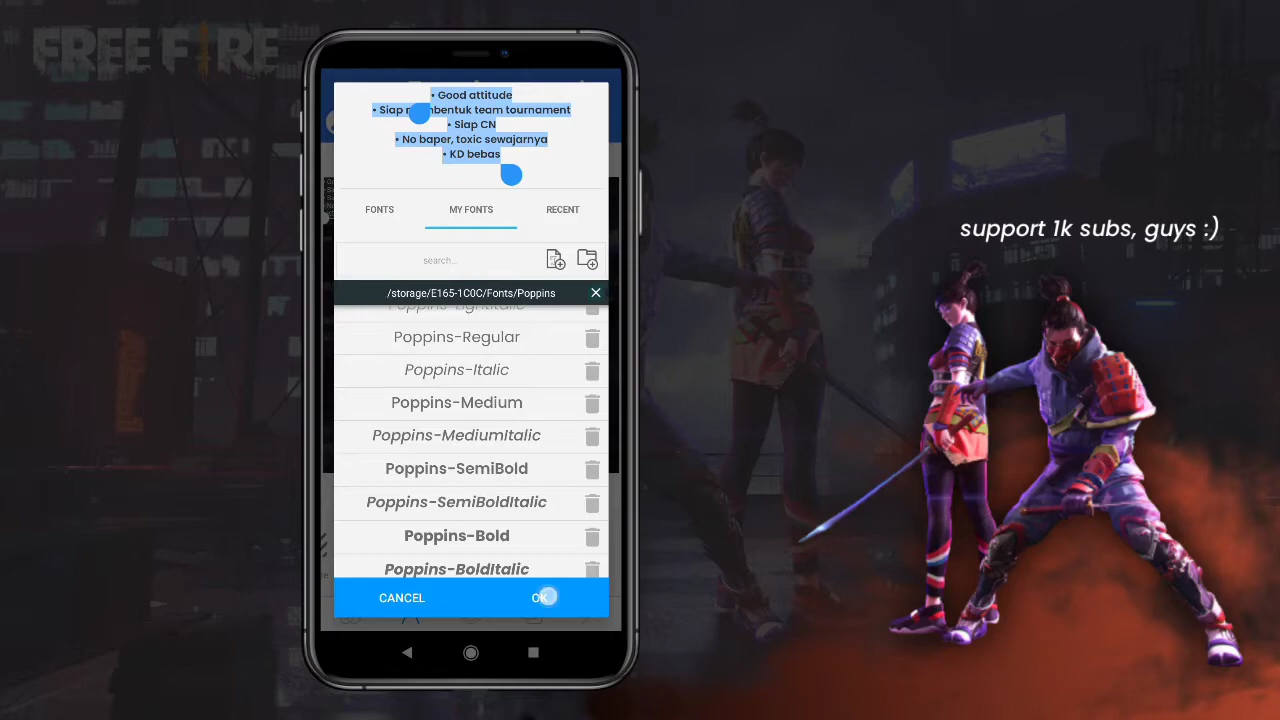 FREE FIRE
• Good attitude
• Siap membentuk team tournament
• Siap CN
• No baper, toxic sewajarnya
• KD bebas
support 1k subs, guys :)
FONTS
MY FONTS
RECENT
search...
/storage/E165-1C0C/Fonts/Poppins
Poppins-LightItalic
Poppins-Regular
Poppins-Italic
Poppins-Medium
Poppins-MediumItalic
Poppins-SemiBold
Poppins-SemiBoldItalic
Poppins-Bold
Poppins-BoldItalic
CANCEL
OK